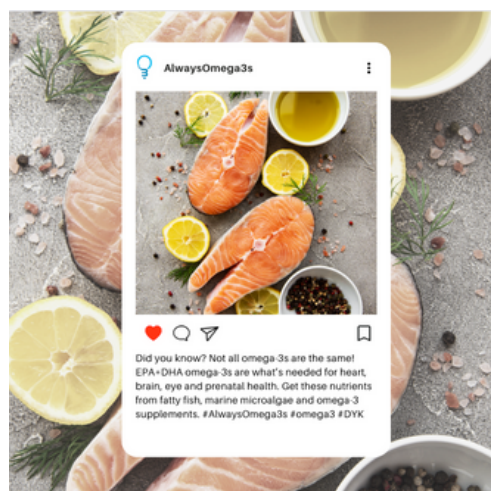 AlwaysOmega3s
Did you know? Not all omega-3s are the same!
EPA+DHA omega-3s are what's needed for heart,
brain, eye and prenatal health. Get these nutrients
from fatty fish, marine microalgae and omega-3
supplements. #AlwaysOmega3s #omega3 #DYK